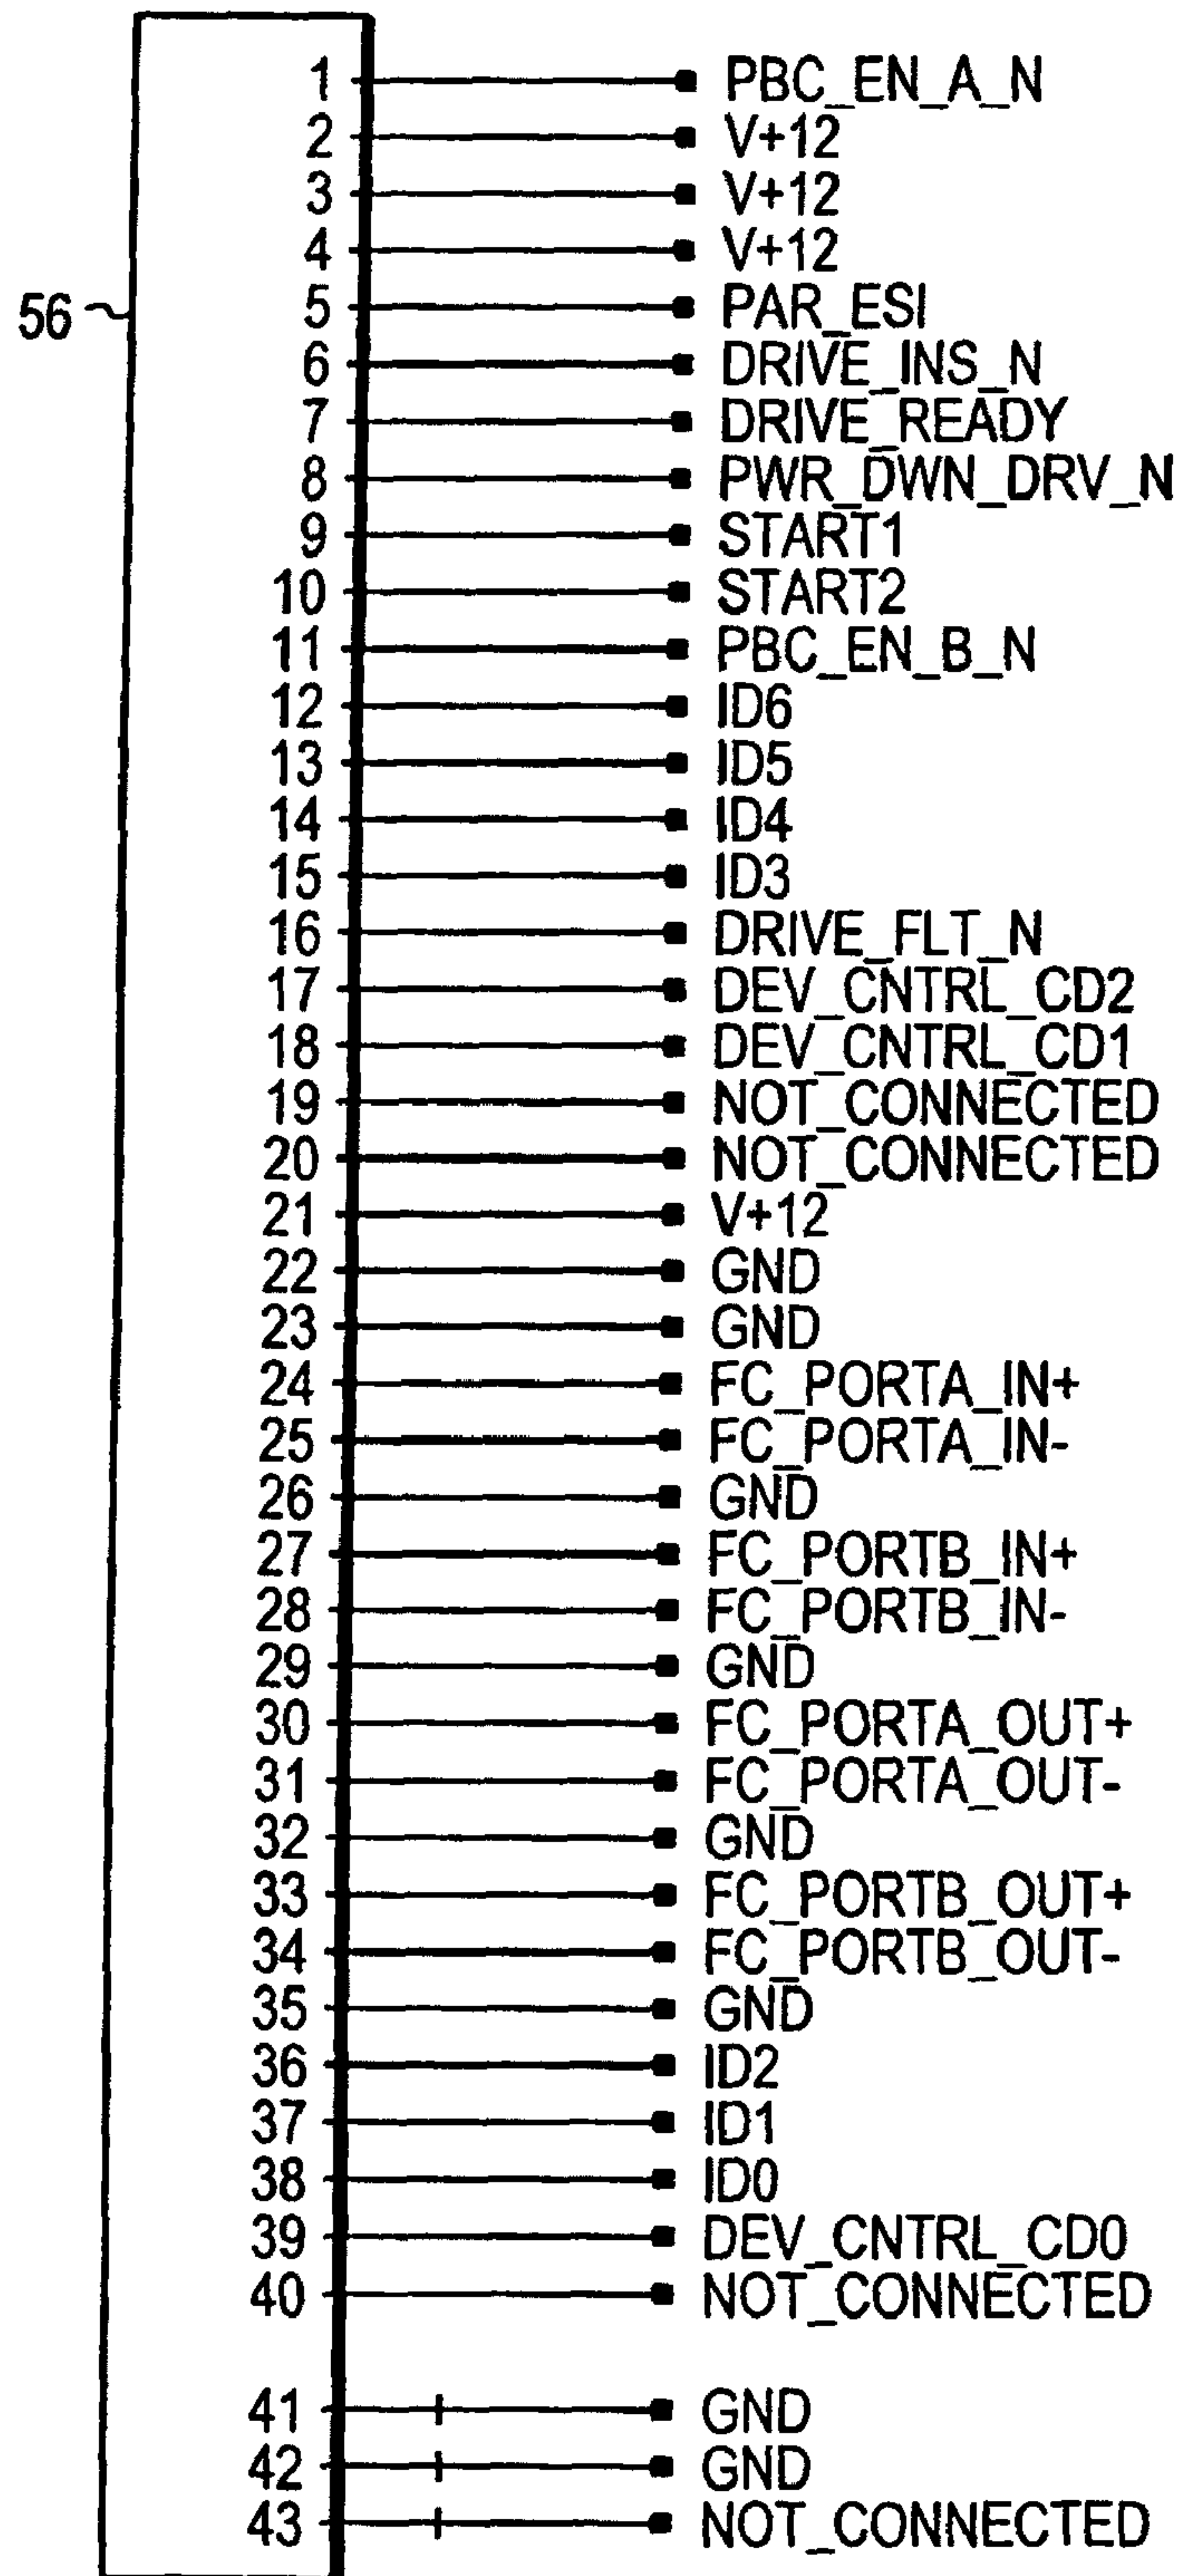 1 PBC_EN_A_N
2 V+12
3 V+12
4 V+12
56 5 PAR_ESI
6 DRIVE_INS_N
7 DRIVE_READY
8 PWR_DWN_DRV_N
9 START1
10 START2
11 PBC_EN_B_N
12 ID6
13 ID5
14 ID4
15 ID3
16 DRIVE_FLT_N
17 DEV_CNTRL_CD2
18 DEV_CNTRL_CD1
19 NOT_CONNECTED
20 NOT_CONNECTED
21 V+12
22 GND
23 GND
24 FC_PORTA_IN+
25 FC_PORTA_IN-
26 GND
27 FC_PORTB_IN+
28 FC_PORTB_IN-
29 GND
30 FC_PORTA_OUT+
31 FC_PORTA_OUT-
32 GND
33 FC_PORTB_OUT+
34 FC_PORTB_OUT-
35 GND
36 ID2
37 ID1
38 ID0
39 DEV_CNTRL_CD0
40 NOT_CONNECTED
41 GND
42 GND
43 NOT_CONNECTED